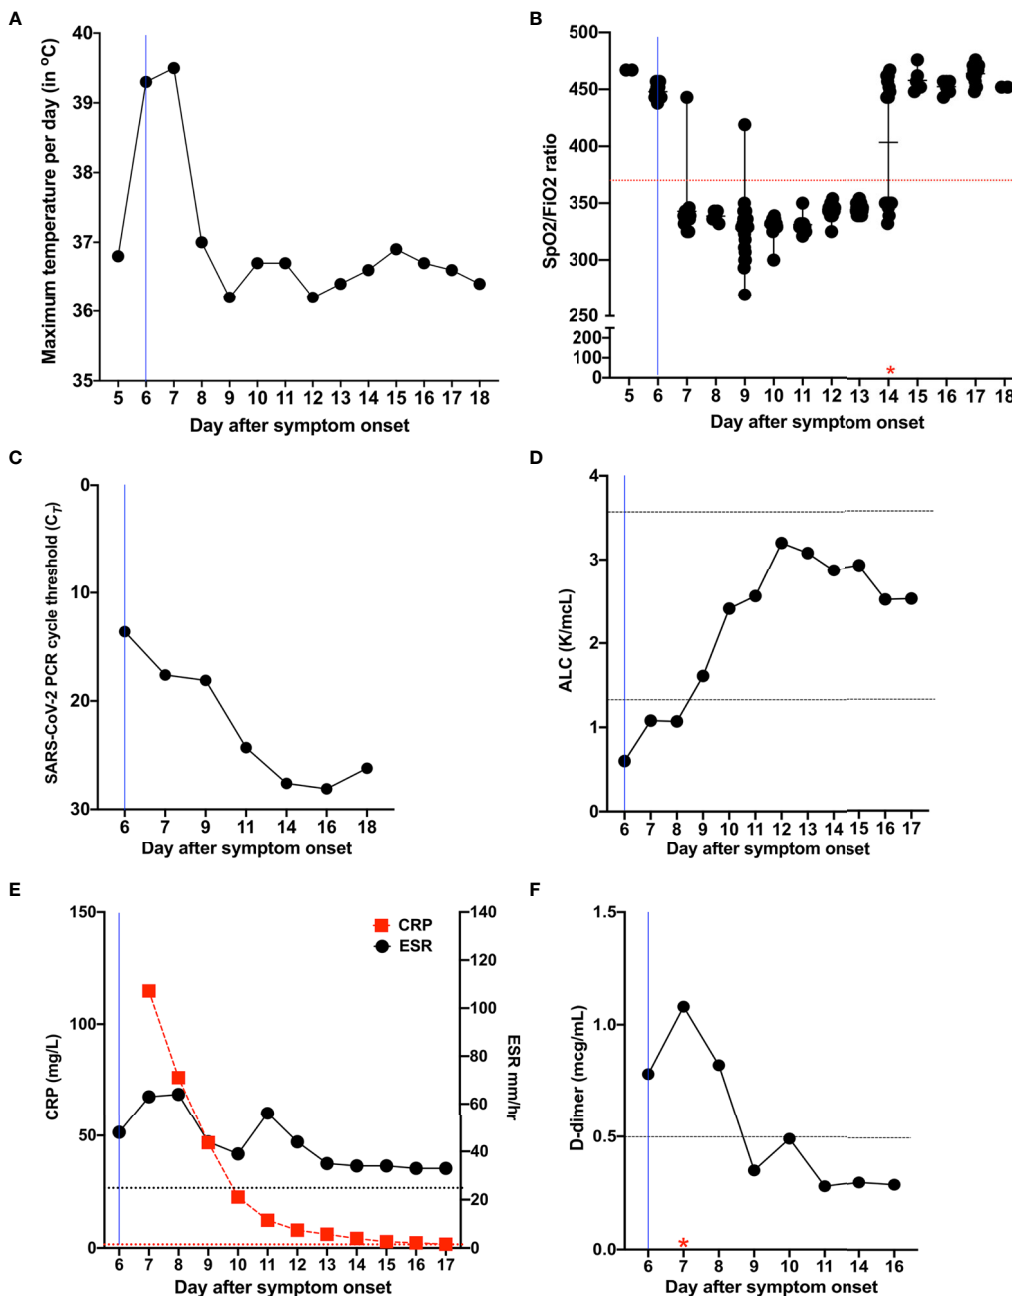 A
Maximum temperature per day (in ºC)
40
39
38
37
36
35
5 6 7 8 9 10 11 12 13 14 15 16 17 18
Day after symptom onset
B
SpO2/FiO2 ratio
500
450
400
350
300
250
200
100
0
*
5 6 7 8 9 10 11 12 13 14 15 16 17 18
Day after symptom onset
C
SARS-CoV-2 PCR cycle threshold (CT)
0
10
20
30
6 7 9 11 14 16 18
Day after symptom onset
D
ALC (K/mcL)
4
3
2
1
0
6 7 8 9 10 11 12 13 14 15 16 17
Day after symptom onset
E
CRP (mg/L)
150
100
50
0
CRP
ESR
140
120
100
80
60
40
20
0
ESR mm/hr
6 7 8 9 10 11 12 13 14 15 16 17
Day after symptom onset
F
D-dimer (mcg/mL)
1.5
1.0
0.5
0.0
*
6 7 8 9 10 11 14 16
Day after symptom onset